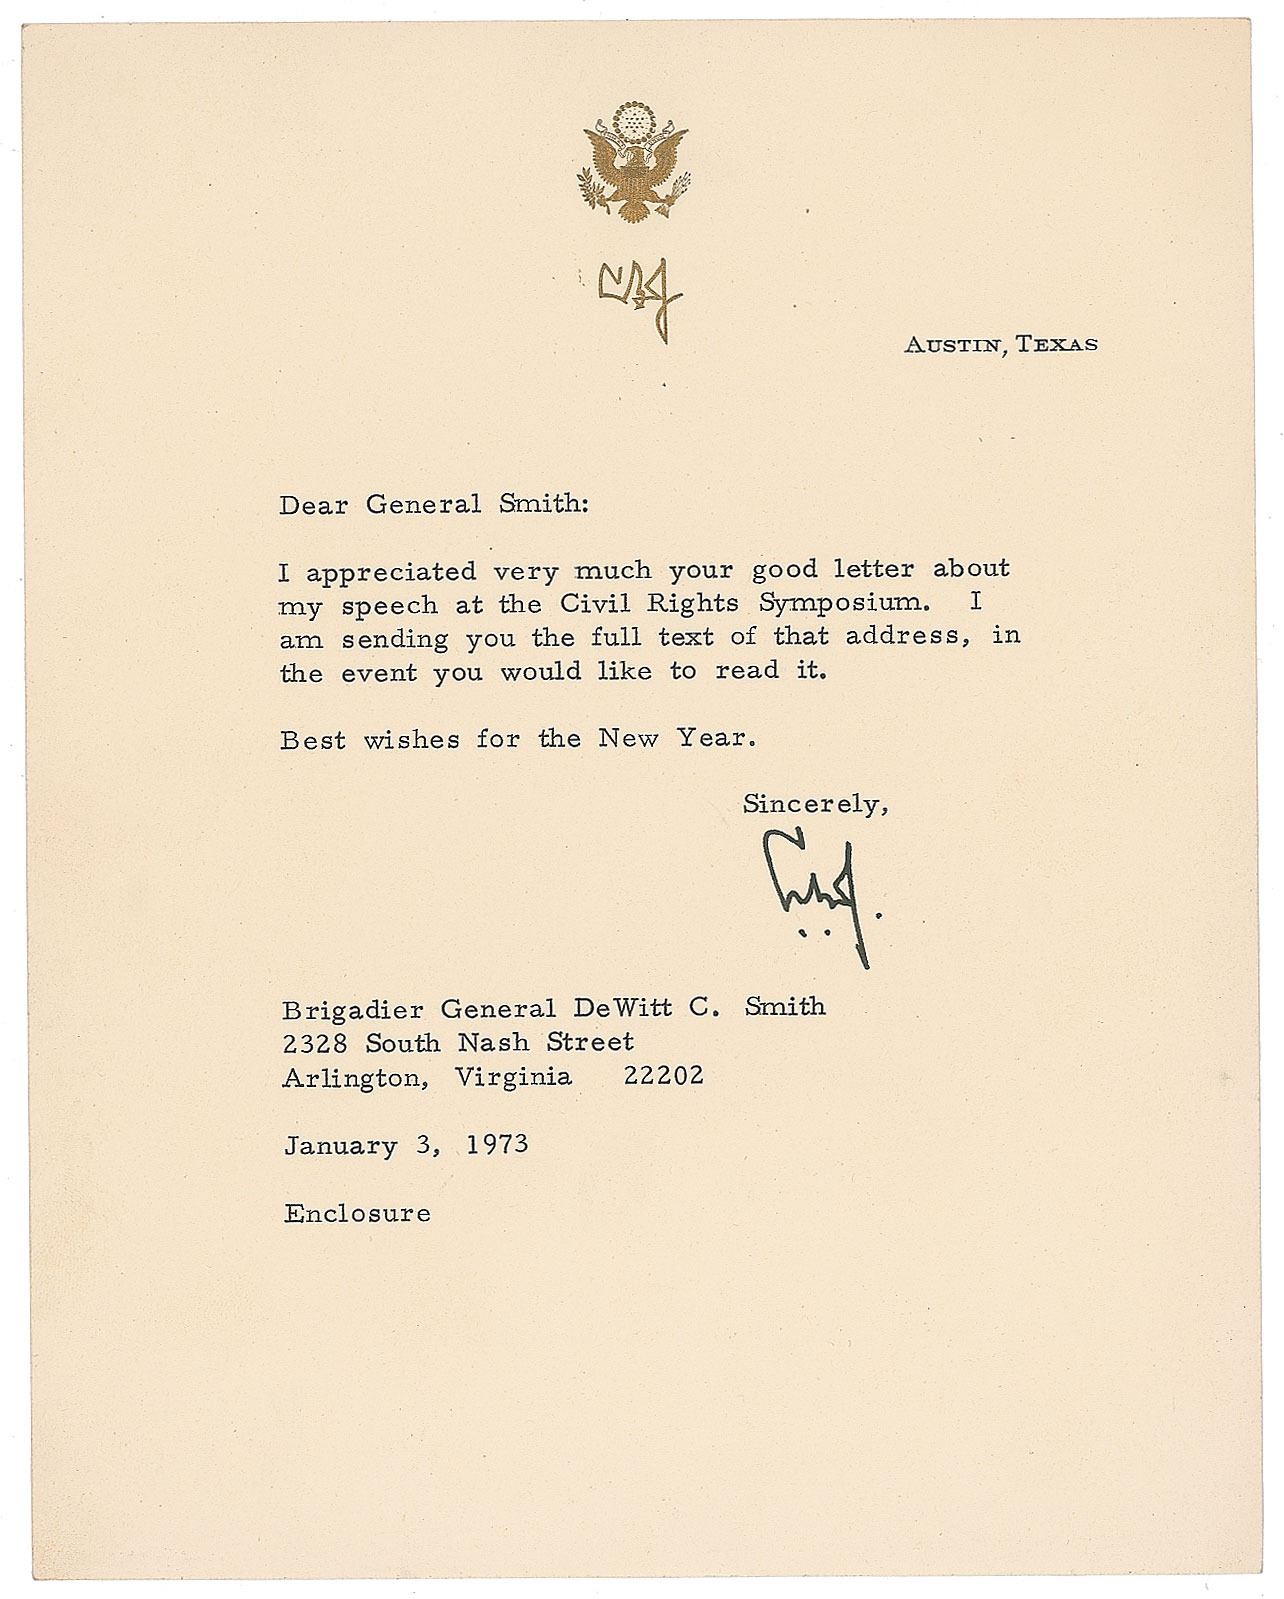 LBJ
AUSTIN, TEXAS
Dear General Smith:
I appreciated very much your good letter about
my speech at the Civil Rights Symposium. I
am sending you the full text of that address, in
the event you would like to read it.
Best wishes for the New Year.
Sincerely,
LBJ.
Brigadier General DeWitt C. Smith
2328 South Nash Street
Arlington, Virginia 22202
January 3, 1973
Enclosure